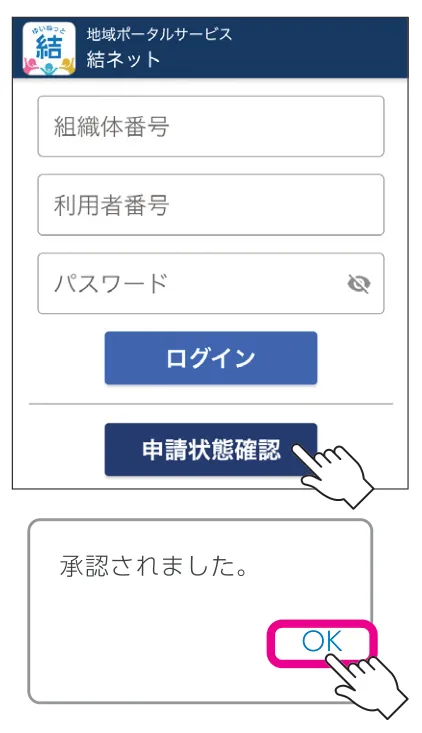 ゆいねっと
結
地域ポータルサービス
結ネット
組織体番号
利用者番号
パスワード
ログイン
申請状態確認
承認されました。
OK